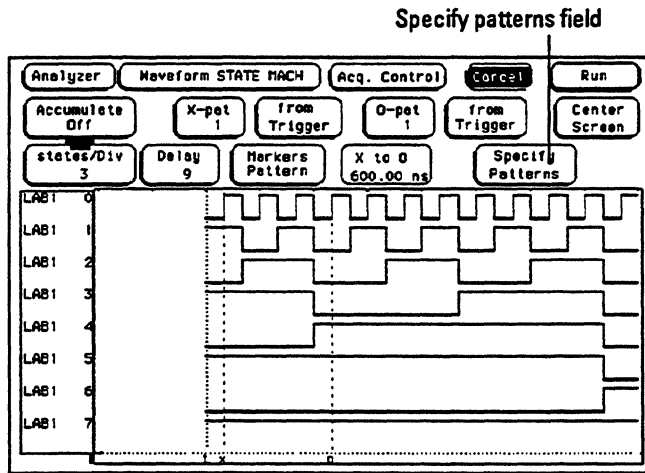 Specify patterns field
Analyzer Waveform STATE MACH Acq. Control Cancel Run
Accumulate Off X-pat 1 from Trigger O-pat 1 from Trigger Center Screen
states/Div 3 Delay 9 Markers Pattern X to O 600.00 ns Specify Patterns
LAB1 0
LAB1 1
LAB1 2
LAB1 3
LAB1 4
LAB1 5
LAB1 6
LAB1 7
t x o